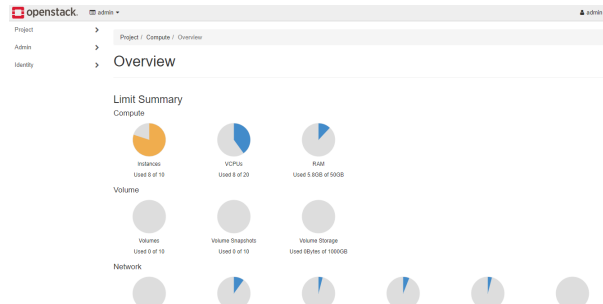 openstack. admin admin
Project
Admin
Identity
Project / Compute / Overview
Overview
Limit Summary
Compute
Instances VCPUs RAM
Used 8 of 10 Used 8 of 20 Used 5.8GB of 50GB
Volume
Volumes Volume Snapshots Volume Storage
Used 0 of 10 Used 0 of 10 Used 0Bytes of 1000GB
Network